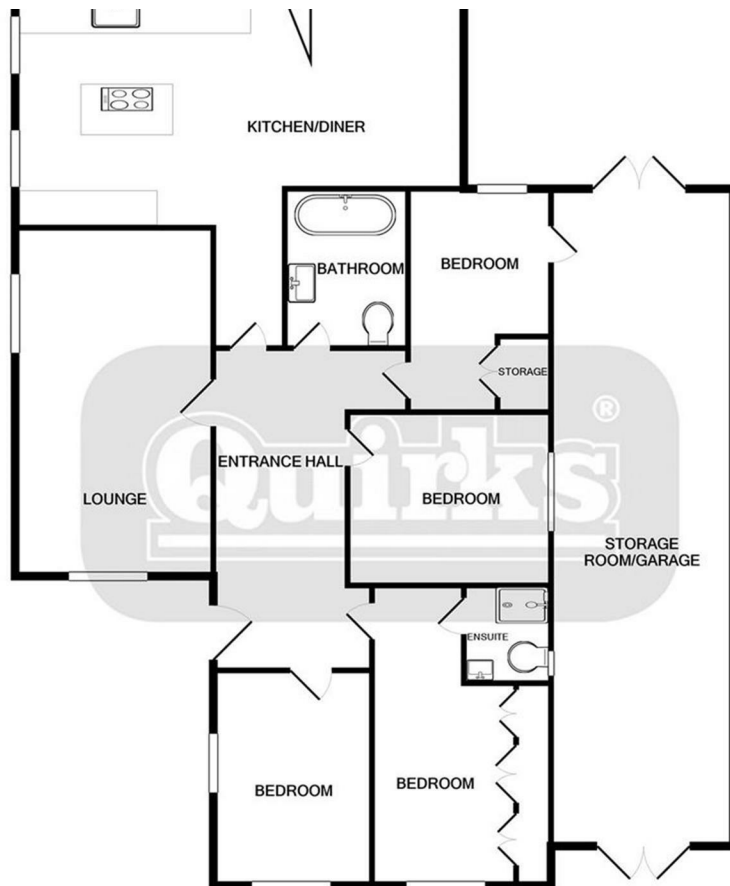 KITCHEN/DINER
BATHROOM
BEDROOM
STORAGE
Quirks ®
ENTRANCE HALL
LOUNGE
BEDROOM
STORAGE
ROOM/GARAGE
ENSUITE
BEDROOM
BEDROOM